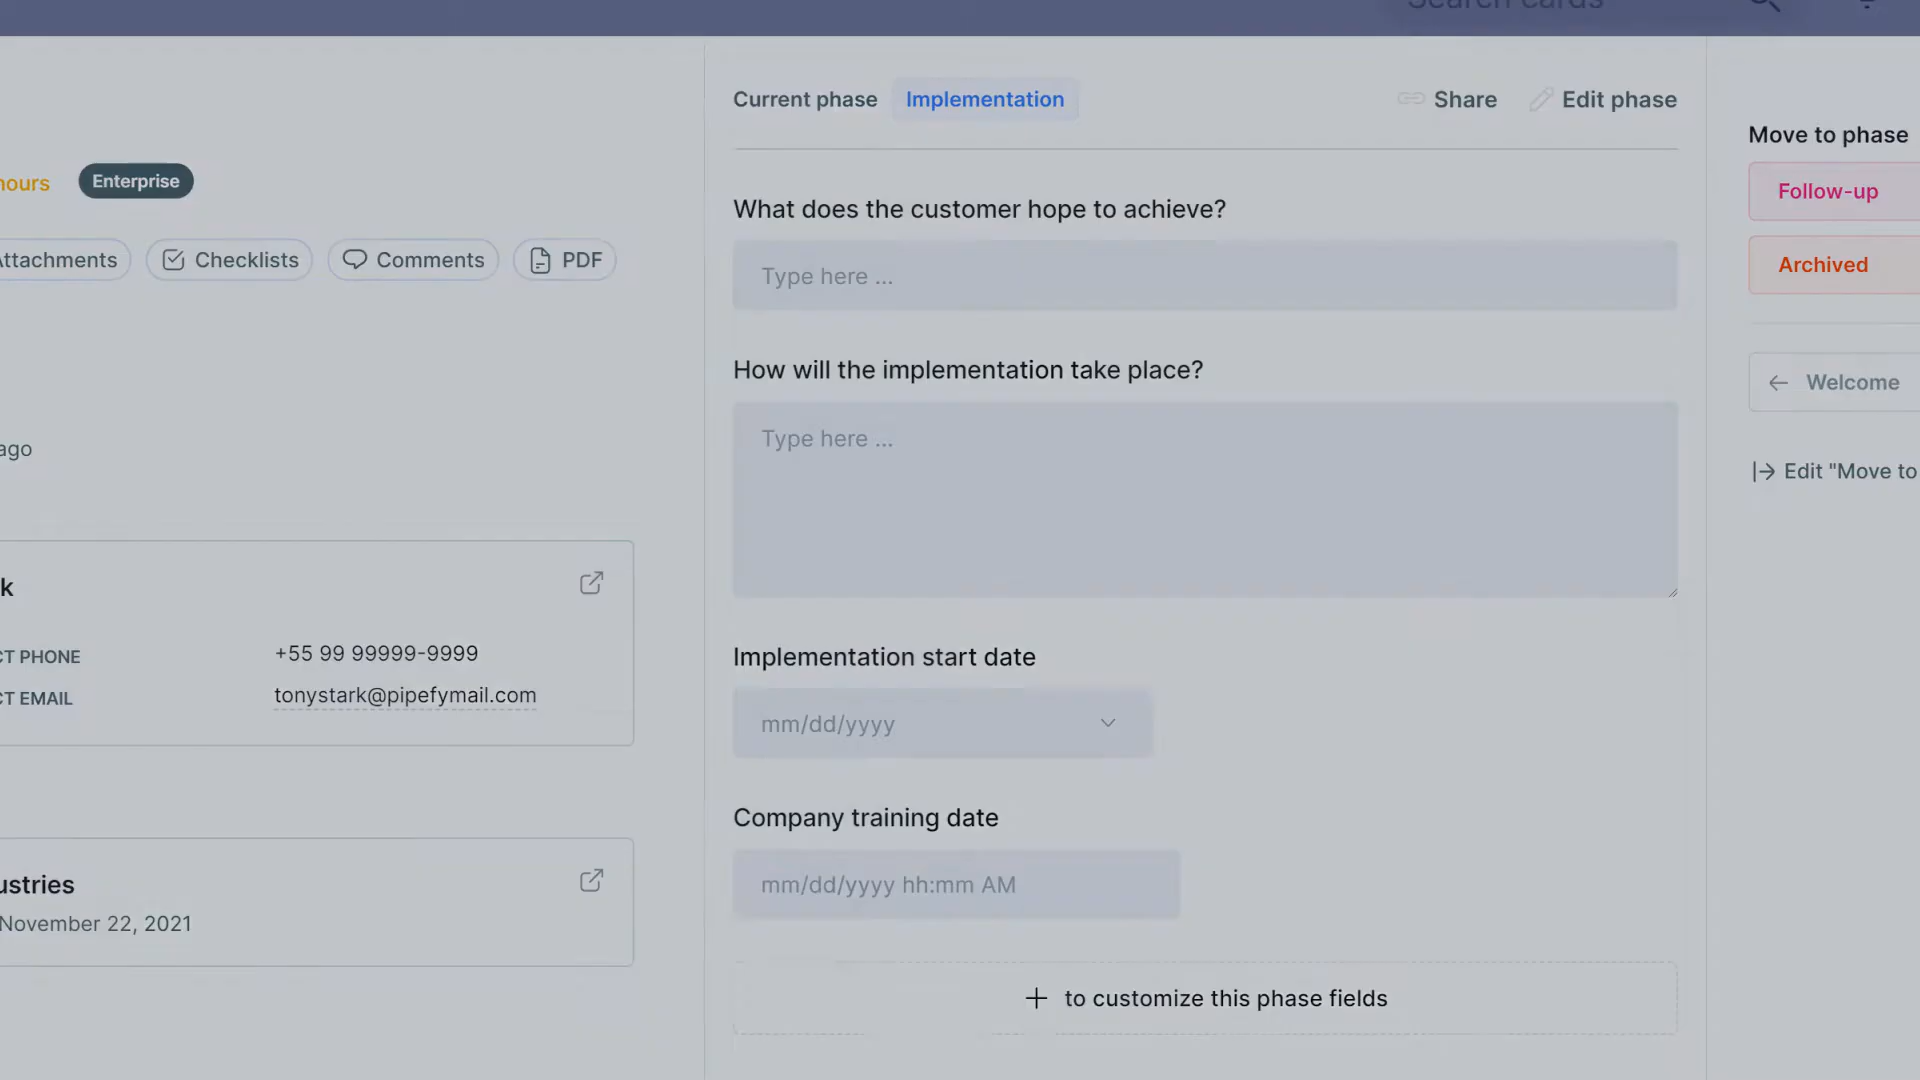 Search cards
hours
Enterprise
Attachments
Checklists
Comments
PDF
ago
k
CT PHONE
+55 99 99999-9999
CT EMAIL
tonystark@pipefymail.com
ustries
November 22, 2021
Current phase
Implementation
Share
Edit phase
What does the customer hope to achieve?
Type here ...
How will the implementation take place?
Type here ...
Implementation start date
mm/dd/yyyy
Company training date
mm/dd/yyyy hh:mm AM
+ to customize this phase fields
Move to phase
Follow-up
Archived
← Welcome
Edit "Move to